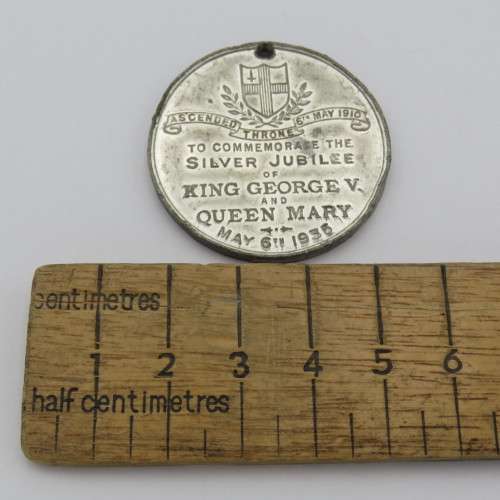 ASCENDED THRONE 6TH MAY 1910
TO COMMEMORATE THE
SILVER JUBILEE
OF
KING GEORGE V.
AND
QUEEN MARY
MAY 6TH 1935
centimetres
1 2 3 4 5 6
half centimetres